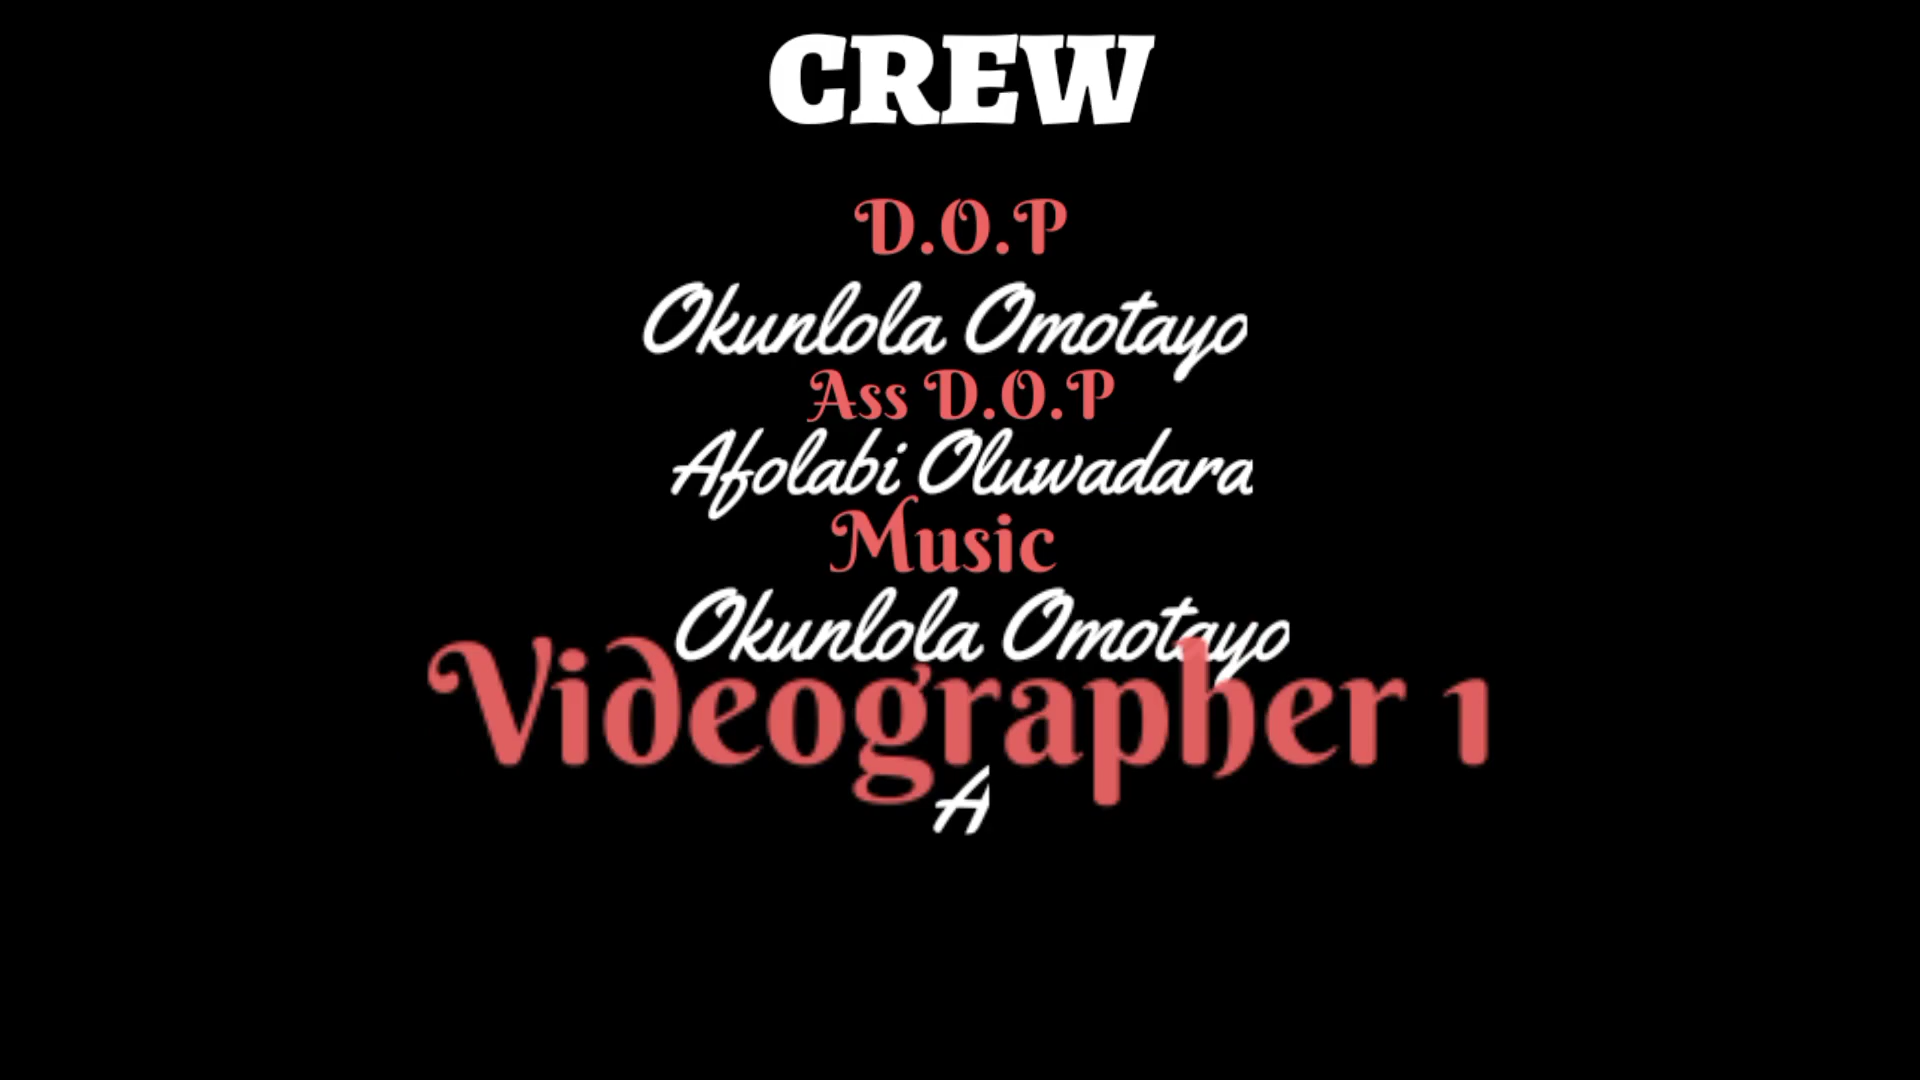 CREW
D.O.P
Okunlola Omotayo
Ass D.O.P
Afolabi Oluwadara
Music
Okunlola Omotayo
Videographer 1
A